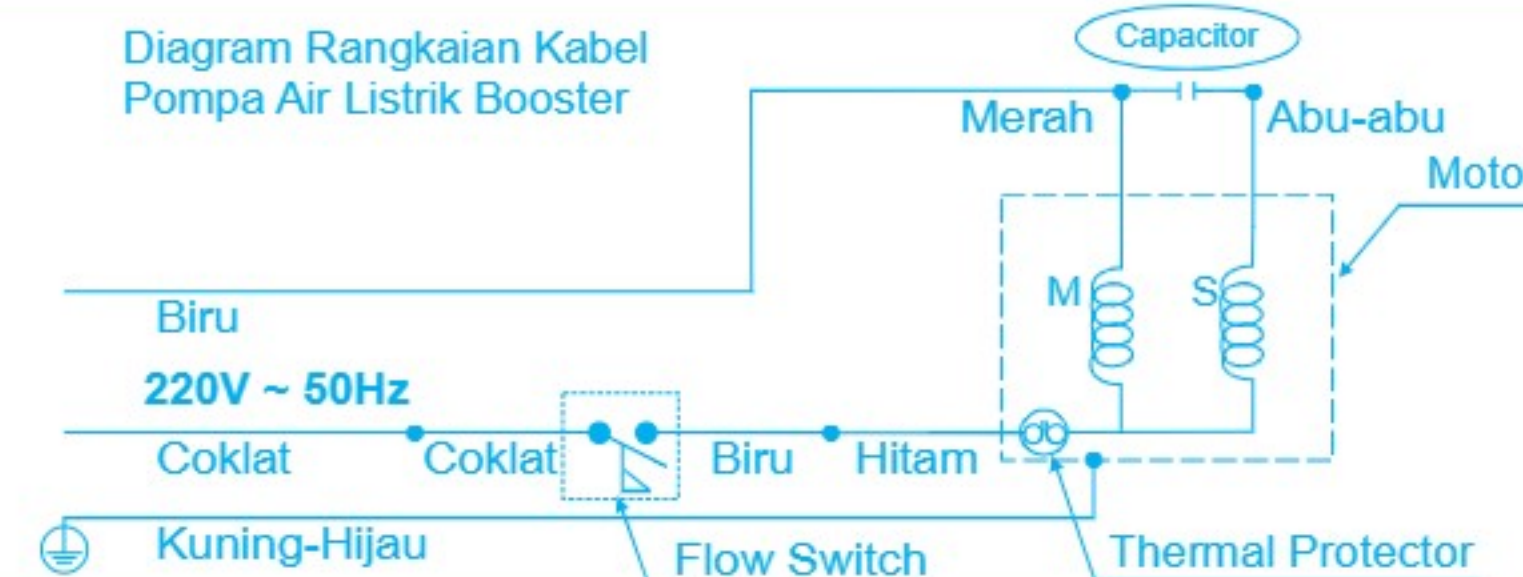 Diagram Rangkaian Kabel
Pompa Air Listrik Booster
Capacitor
Merah
Abu-abu
Moto
M
S
Biru
220V ~ 50Hz
Coklat
Coklat
Biru
Hitam
Kuning-Hijau
Flow Switch
Thermal Protector